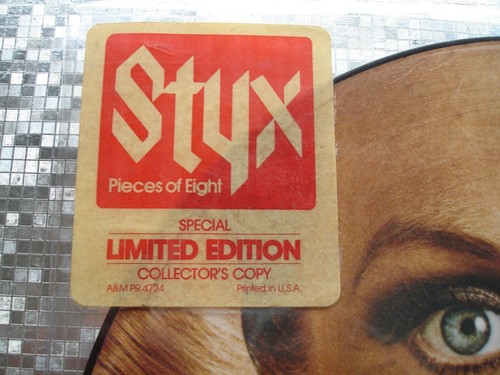 Styx
Pieces of Eight
SPECIAL
LIMITED EDITION
COLLECTOR'S COPY
A&M PR 4724 Printed in U.S.A.